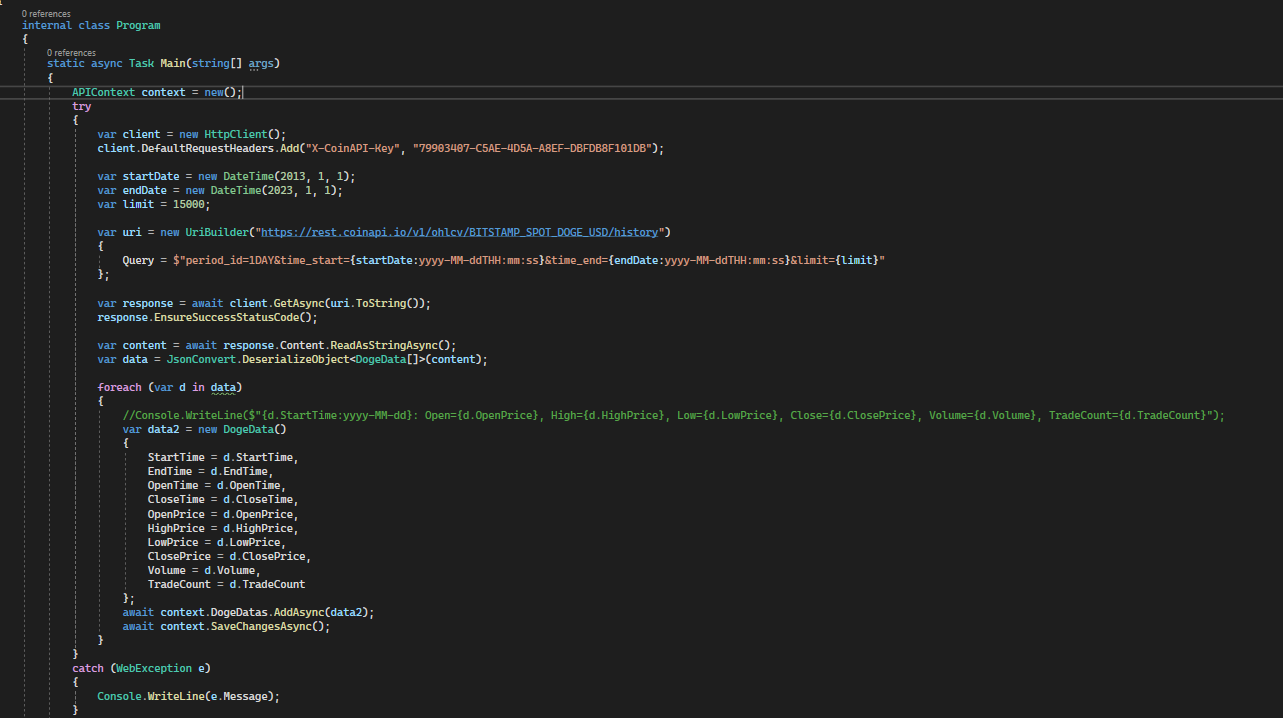 0 references
internal class Program
{
0 references
static async Task Main(string[] args)
{
APIContext context = new();
try
{
var client = new HttpClient();
client.DefaultRequestHeaders.Add("X-CoinAPI-Key", "79903407-C5AE-4D5A-A8EF-DBFDB8F101DB");
var startDate = new DateTime(2013, 1, 1);
var endDate = new DateTime(2023, 1, 1);
var limit = 15000;
var uri = new UriBuilder("https://rest.coinapi.io/v1/ohlcv/BITSTAMP_SPOT_DOGE_USD/history")
{
Query = $"period_id=1DAY&time_start={startDate:yyyy-MM-ddTHH:mm:ss}&time_end={endDate:yyyy-MM-ddTHH:mm:ss}&limit={limit}"
};
var response = await client.GetAsync(uri.ToString());
response.EnsureSuccessStatusCode();
var content = await response.Content.ReadAsStringAsync();
var data = JsonConvert.DeserializeObject<DogeData[]>(content);
foreach (var d in data)
{
//Console.WriteLine($"{d.StartTime:yyyy-MM-dd}: Open={d.OpenPrice}, High={d.HighPrice}, Low={d.LowPrice}, Close={d.ClosePrice}, Volume={d.Volume}, TradeCount={d.TradeCount}");
var data2 = new DogeData()
{
StartTime = d.StartTime,
EndTime = d.EndTime,
OpenTime = d.OpenTime,
CloseTime = d.CloseTime,
OpenPrice = d.OpenPrice,
HighPrice = d.HighPrice,
LowPrice = d.LowPrice,
ClosePrice = d.ClosePrice,
Volume = d.Volume,
TradeCount = d.TradeCount
};
await context.DogeDatas.AddAsync(data2);
await context.SaveChangesAsync();
}
}
catch (WebException e)
{
Console.WriteLine(e.Message);
}